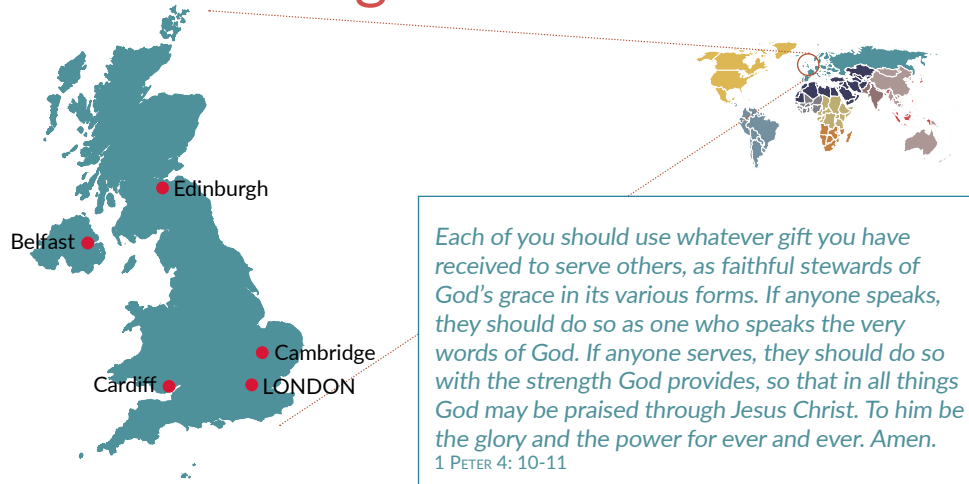 Edinburgh
Belfast
Cambridge
Cardiff
LONDON
Each of you should use whatever gift you have
received to serve others, as faithful stewards of
God’s grace in its various forms. If anyone speaks,
they should do so as one who speaks the very
words of God. If anyone serves, they should do so
with the strength God provides, so that in all things
God may be praised through Jesus Christ. To him be
the glory and the power for ever and ever. Amen.
1 PETER 4: 10-11